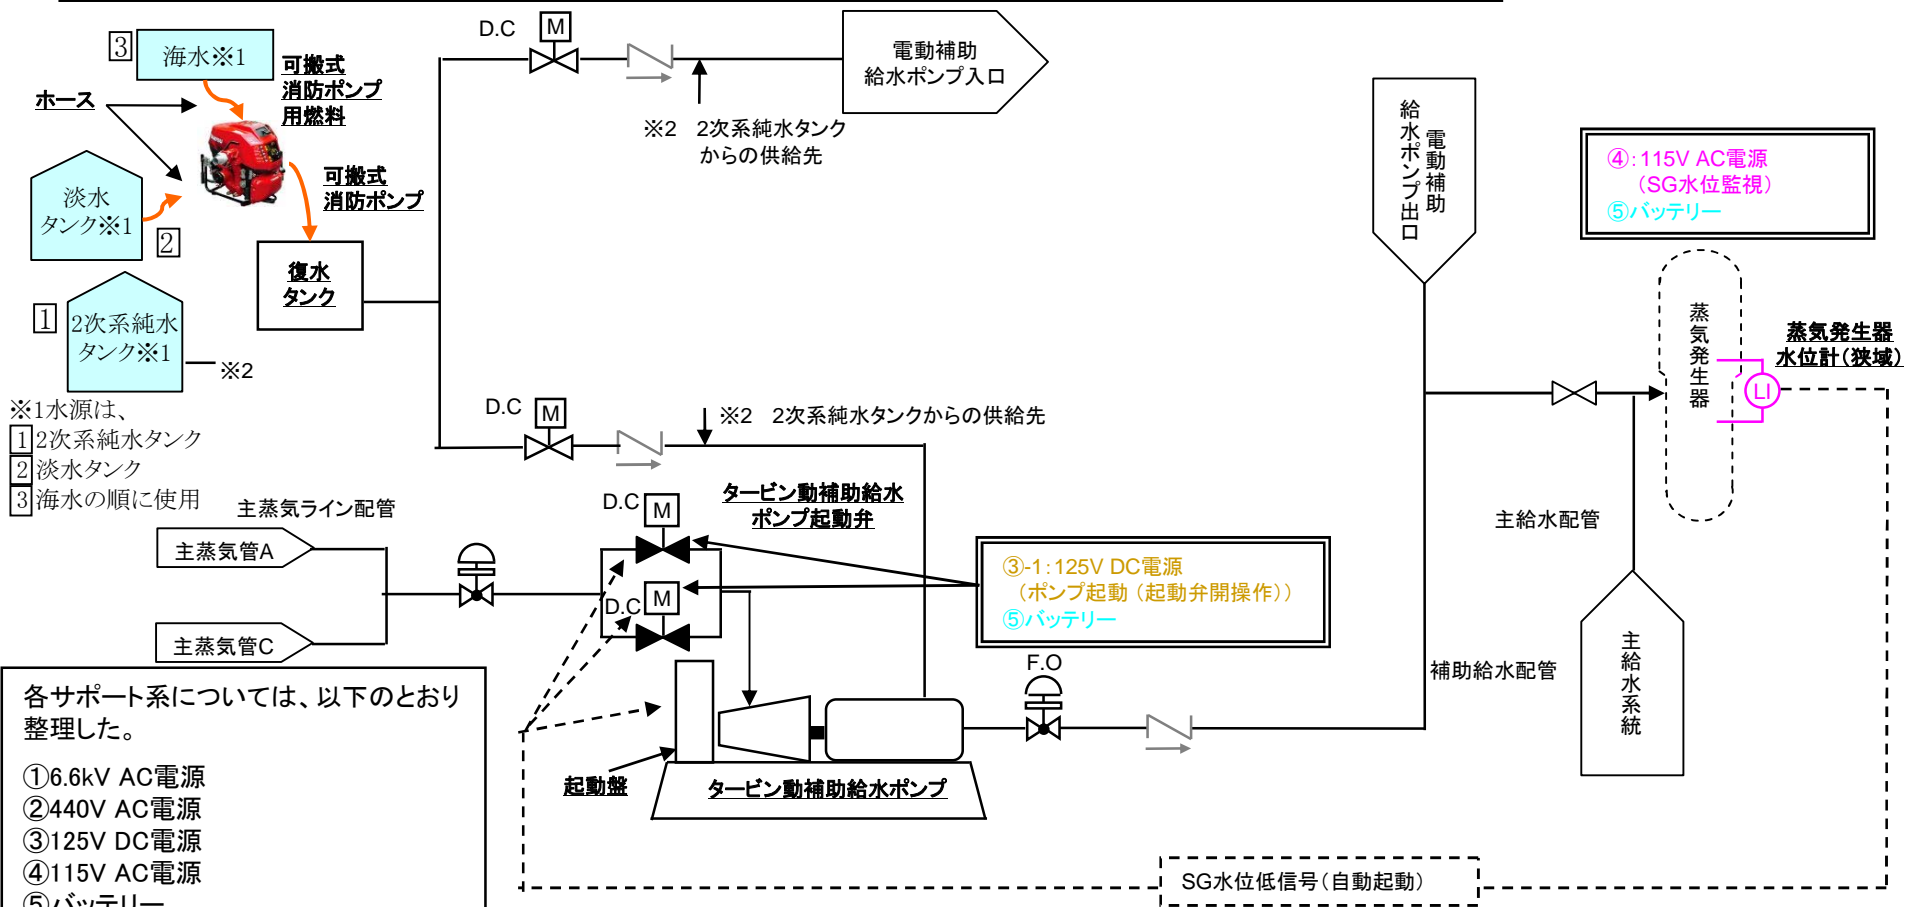 3
海水※1
ホース
可搬式
消防ポンプ
用燃料
淡水
タンク※1
2
可搬式
消防ポンプ
1
2次系純水
タンク※1
※2
復水
タンク
※1水源は、
1 2次系純水タンク
2 淡水タンク
3 海水の順に使用
D.C
M
電動補助
給水ポンプ入口
※2 2次系純水タンク
からの供給先
D.C
M
※2 2次系純水タンクからの供給先
電動補助
給水ポンプ出口
④:115V AC電源
(SG水位監視)
⑤バッテリー
蒸気発生器
LI
蒸気発生器
水位計(狭域)
主蒸気ライン配管
主蒸気管A
主蒸気管C
D.C
M
D.C
M
タービン動補助給水
ポンプ起動弁
③-1:125V DC電源
(ポンプ起動(起動弁開操作))
⑤バッテリー
F.O
主給水配管
補助給水配管
主給水系統
起動盤
タービン動補助給水ポンプ
SG水位低信号(自動起動)
各サポート系については、以下のとおり
整理した。
①6.6kV AC電源
②440V AC電源
③125V DC電源
④115V AC電源
⑤バッテリー